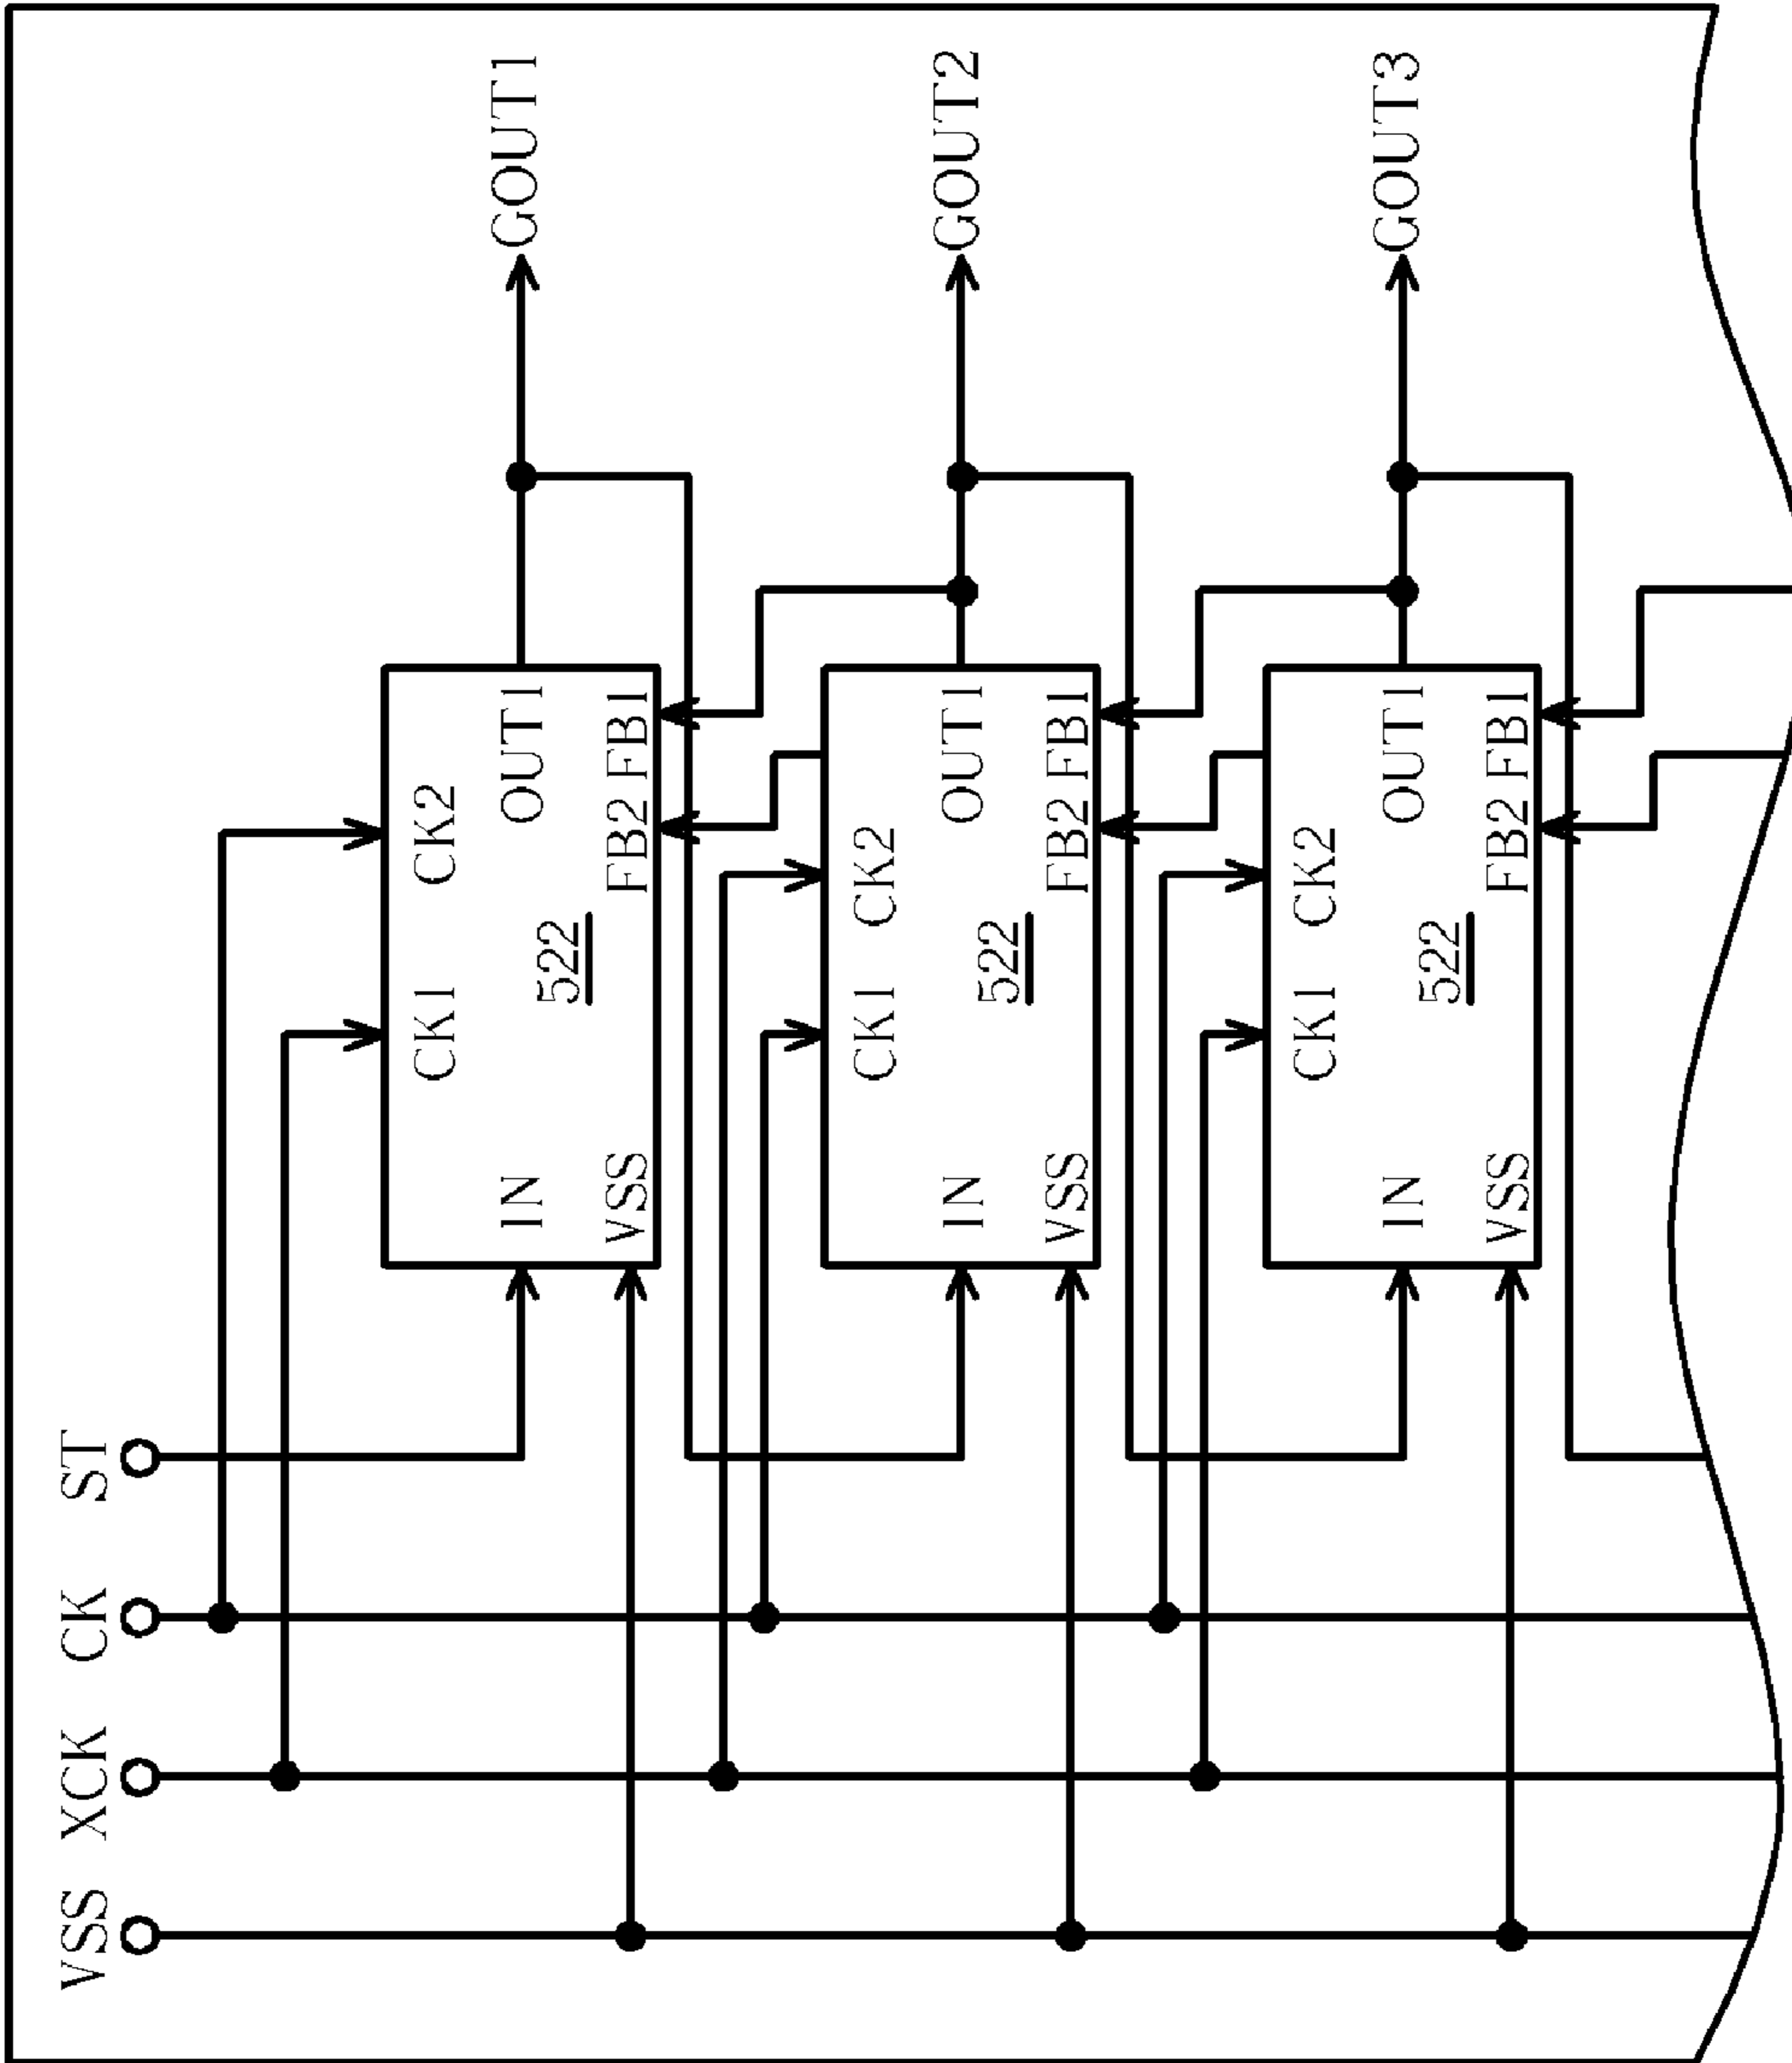 VSS XCK CK ST
CK1 CK2
IN 522 OUT1
VSS FB2 FB1
GOUT1
CK1 CK2
IN 522 OUT1
VSS FB2 FB1
GOUT2
CK1 CK2
IN 522 OUT1
VSS FB2 FB1
GOUT3